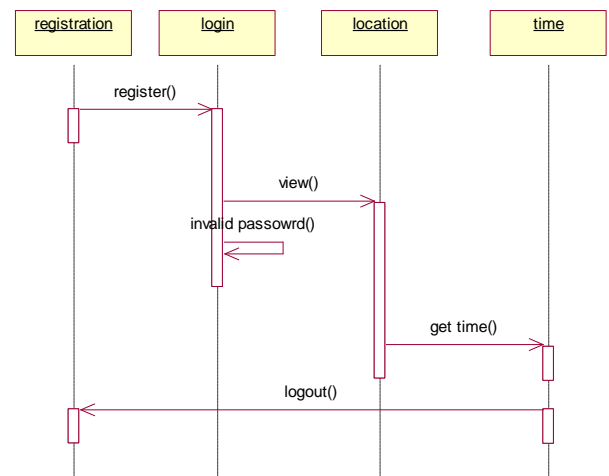 registration
login
location
time
register()
view()
invalid passowrd()
get time()
logout()